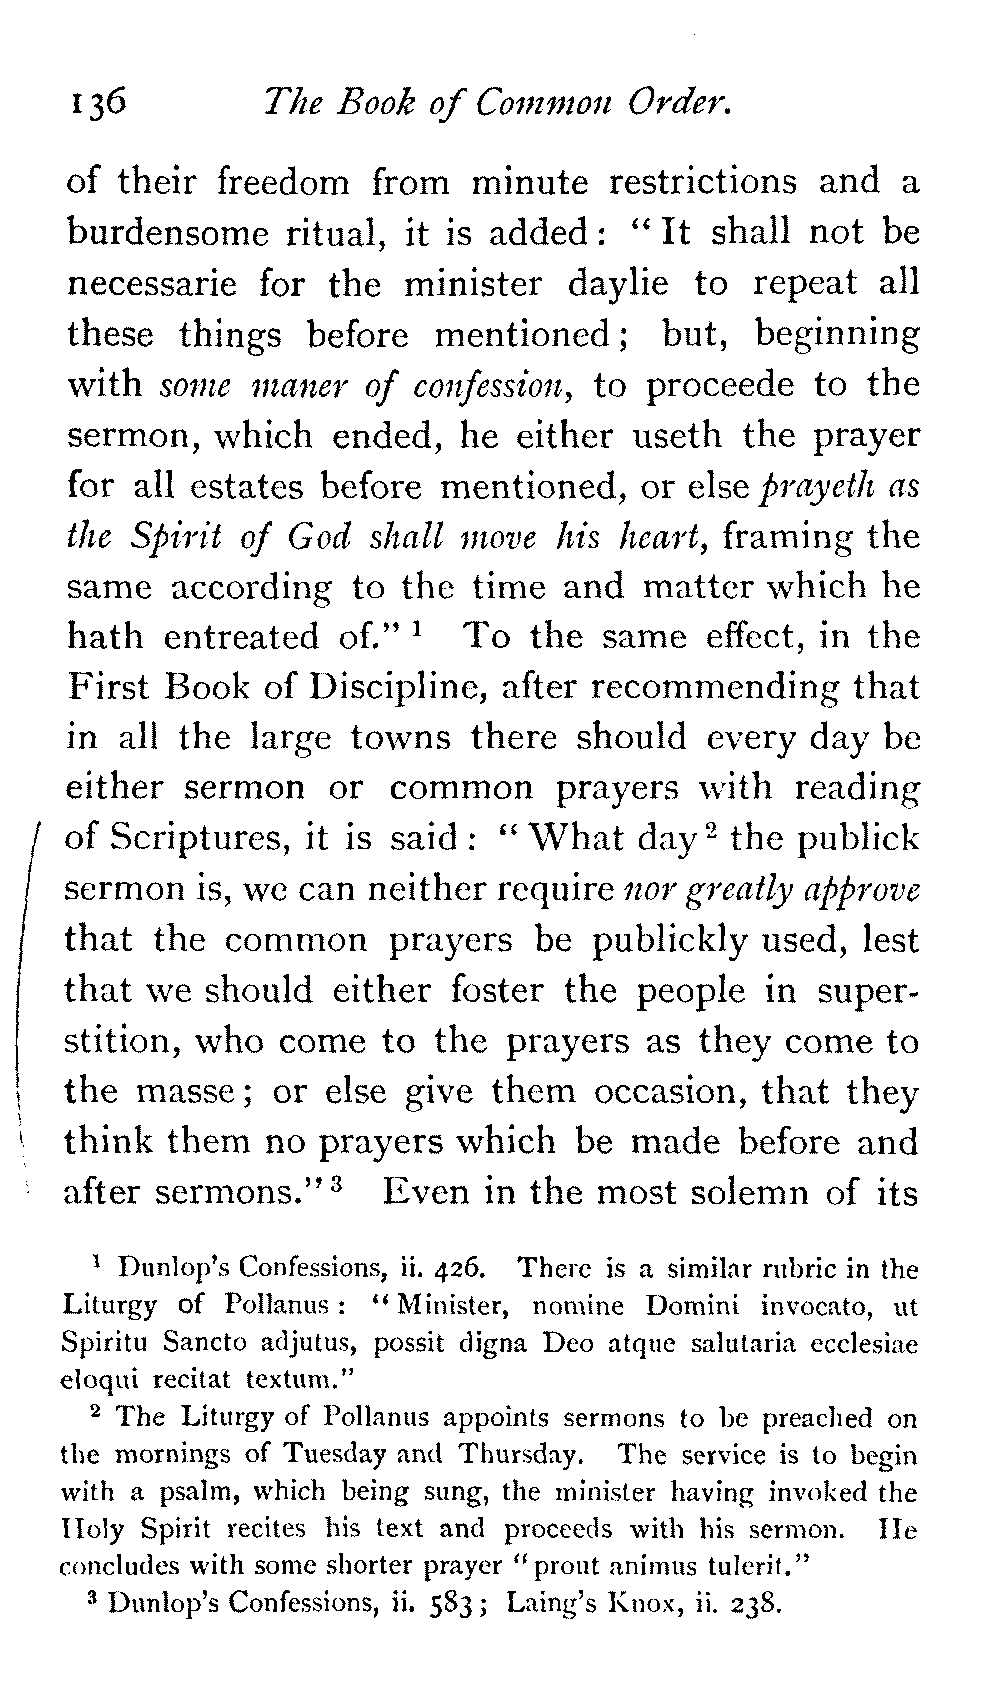 136 The Book of Common Order.
of their freedom from minute restrictions and a
burdensome ritual, it is added : “ It shall not be
necessarie for the minister daylie to repeat all
these things before mentioned ; but, beginning
with some maner of confession, to proceede to the
sermon, which ended, he either useth the prayer
for all estates before mentioned, or else prayeth as
the Spirit of God shall move his heart, framing the
same according to the time and matter which he
hath entreated of.” ¹ To the same effect, in the
First Book of Discipline, after recommending that
in all the large towns there should every day be
either sermon or common prayers with reading
of Scriptures, it is said : “ What day ² the publick
sermon is, we can neither require nor greatly approve
that the common prayers be publickly used, lest
that we should either foster the people in super-
stition, who come to the prayers as they come to
the masse ; or else give them occasion, that they
think them no prayers which be made before and
after sermons.” ³ Even in the most solemn of its
¹ Dunlop’s Confessions, ii. 426. There is a similar rubric in the
Liturgy of Pollanus : “ Minister, nomine Domini invocato, ut
Spiritu Sancto adjutus, possit digna Deo atque salutaria ecclesiae
eloqui recitat textum.”
² The Liturgy of Pollanus appoints sermons to be preached on
the mornings of Tuesday and Thursday. The service is to begin
with a psalm, which being sung, the minister having invoked the
Holy Spirit recites his text and proceeds with his sermon. He
concludes with some shorter prayer “ prout animus tulerit.”
³ Dunlop’s Confessions, ii. 583 ; Laing’s Knox, ii. 238.